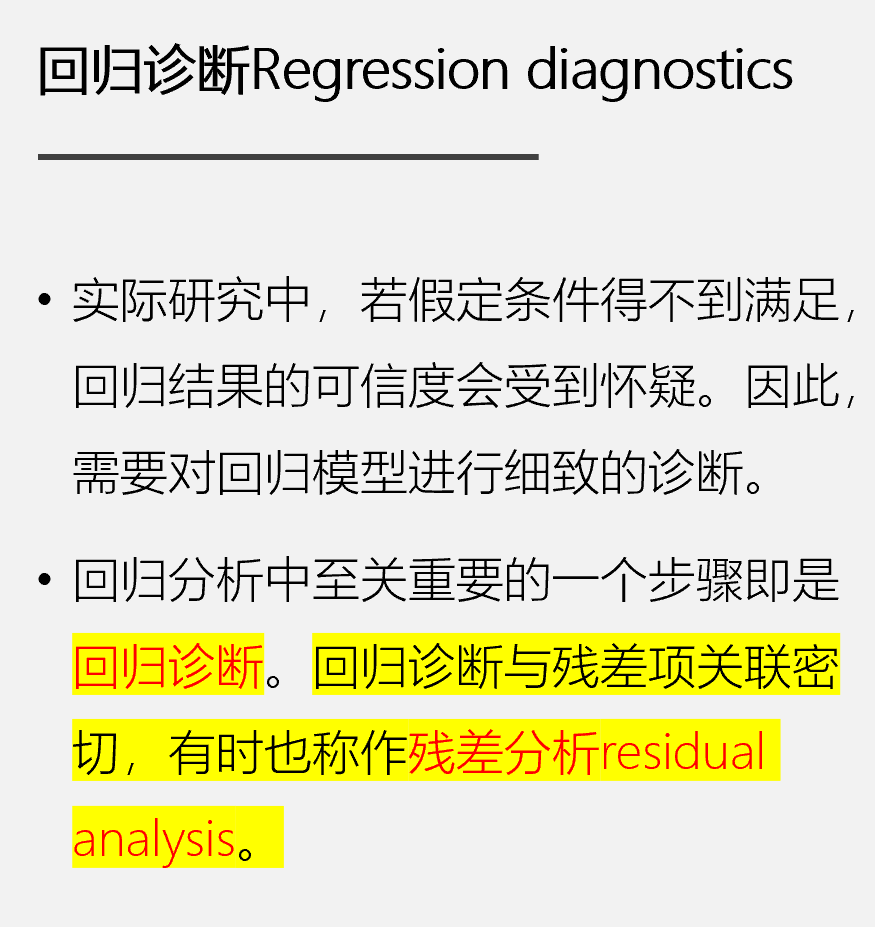 回归诊断Regression diagnostics
• 实际研究中，若假定条件得不到满足，
回归结果的可信度会受到怀疑。因此，
需要对回归模型进行细致的诊断。
• 回归分析中至关重要的一个步骤即是
回归诊断。回归诊断与残差项关联密
切，有时也称作残差分析residual
analysis。